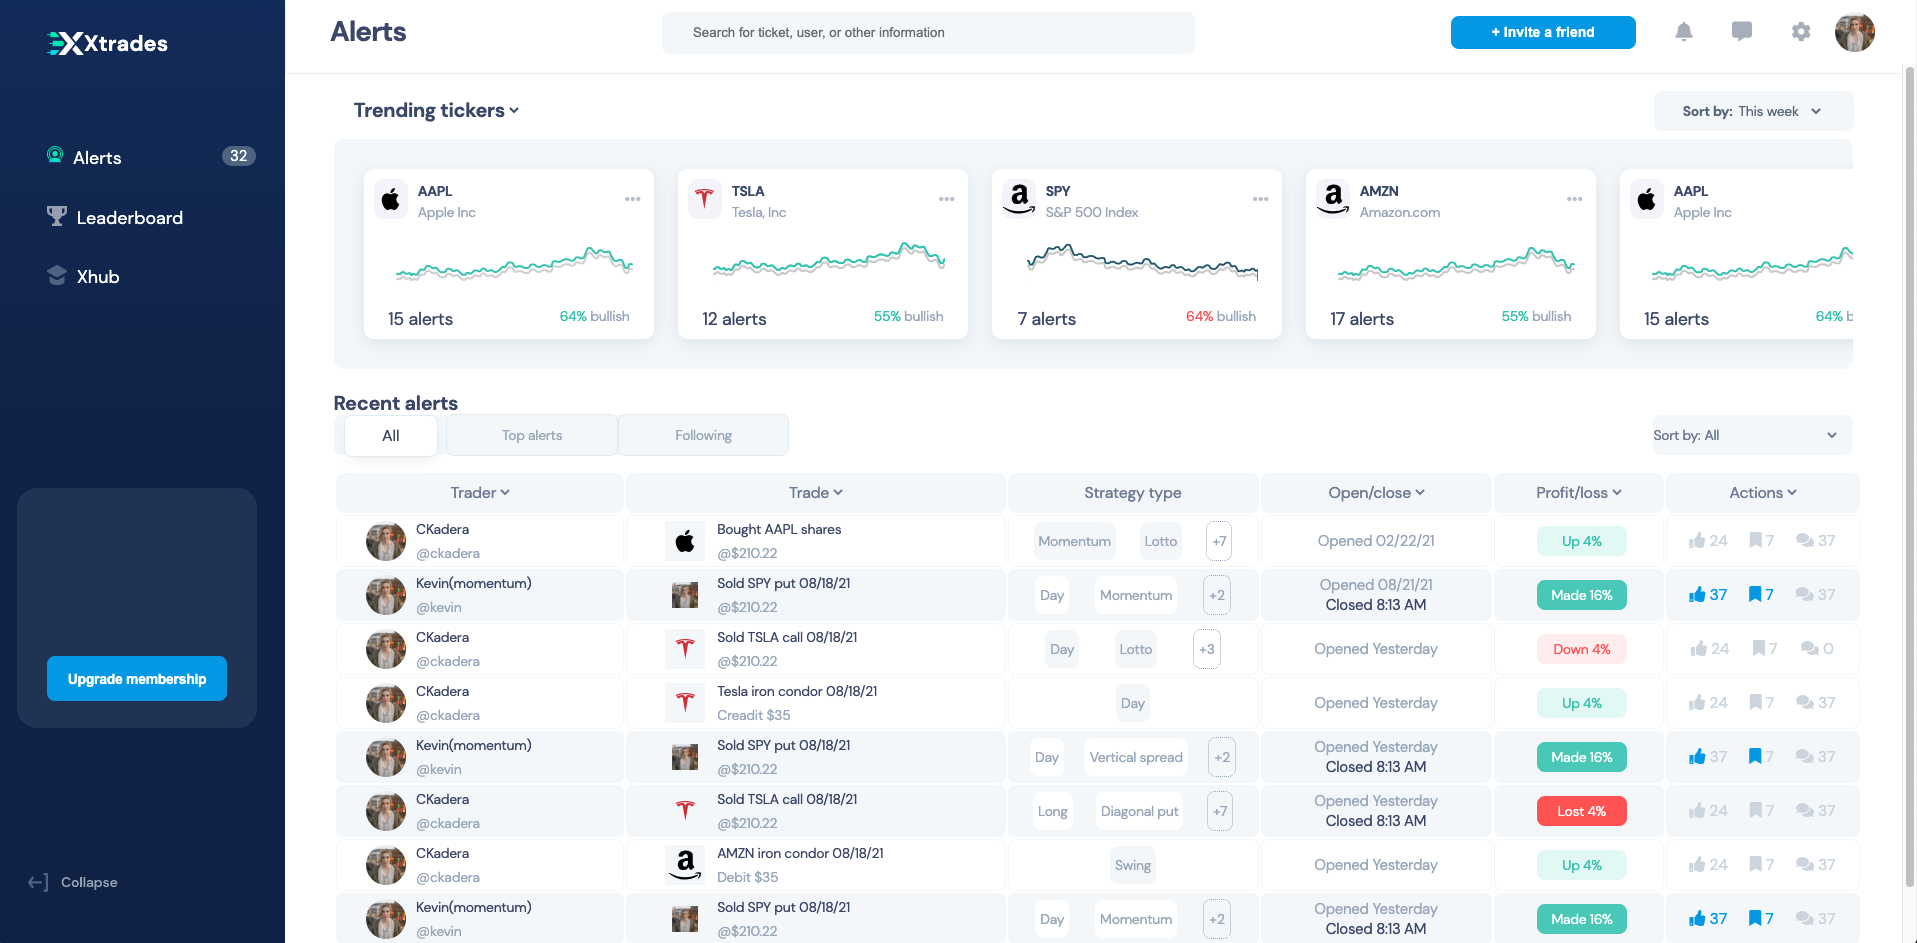 Xtrades
Alerts
Search for ticket, user, or other information
+ Invite a friend
Alerts 32
Leaderboard
Xhub
Upgrade membership
Collapse
Trending tickers
Sort by: This week
AAPL
Apple Inc
15 alerts
64% bullish
TSLA
Tesla, Inc
12 alerts
55% bullish
SPY
S&P 500 Index
7 alerts
64% bullish
AMZN
Amazon.com
17 alerts
55% bullish
AAPL
Apple Inc
15 alerts
64% b
Recent alerts
All Top alerts Following
Sort by: All
Trader Trade Strategy type Open/close Profit/loss Actions
CKadera Bought AAPL shares
@ckadera @$210.22
Momentum Lotto +7 Opened 02/22/21 Up 4% 24 7 37
Kevin(momentum) Sold SPY put 08/18/21
@kevin @$210.22
Day Momentum +2 Opened 08/21/21
Closed 8:13 AM
Made 16% 37 7 37
CKadera Sold TSLA call 08/18/21
@ckadera @$210.22
Day Lotto +3 Opened Yesterday Down 4% 24 7 0
CKadera Tesla iron condor 08/18/21
@ckadera Creadit $35
Day Opened Yesterday Up 4% 24 7 37
Kevin(momentum) Sold SPY put 08/18/21
@kevin @$210.22
Day Vertical spread +2 Opened Yesterday
Closed 8:13 AM
Made 16% 37 7 37
CKadera Sold TSLA call 08/18/21
@ckadera @$210.22
Long Diagonal put +7 Opened Yesterday
Closed 8:13 AM
Lost 4% 24 7 37
CKadera AMZN iron condor 08/18/21
@ckadera Debit $35
Swing Opened Yesterday Up 4% 24 7 37
Kevin(momentum) Sold SPY put 08/18/21
@kevin @$210.22
Day Momentum +2 Opened Yesterday
Closed 8:13 AM
Made 16% 37 7 37